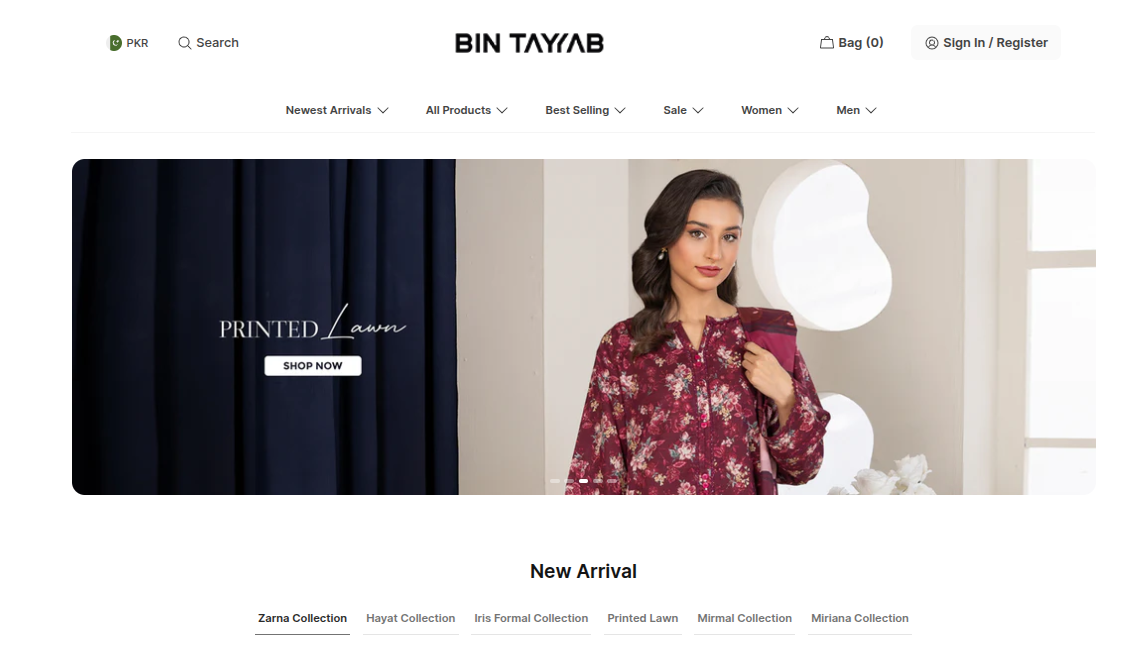 PKR Search BIN TAYYAB Bag (0) Sign In / Register
Newest Arrivals All Products Best Selling Sale Women Men
PRINTED Lawn
SHOP NOW
New Arrival
Zarna Collection Hayat Collection Iris Formal Collection Printed Lawn Mirmal Collection Miriana Collection